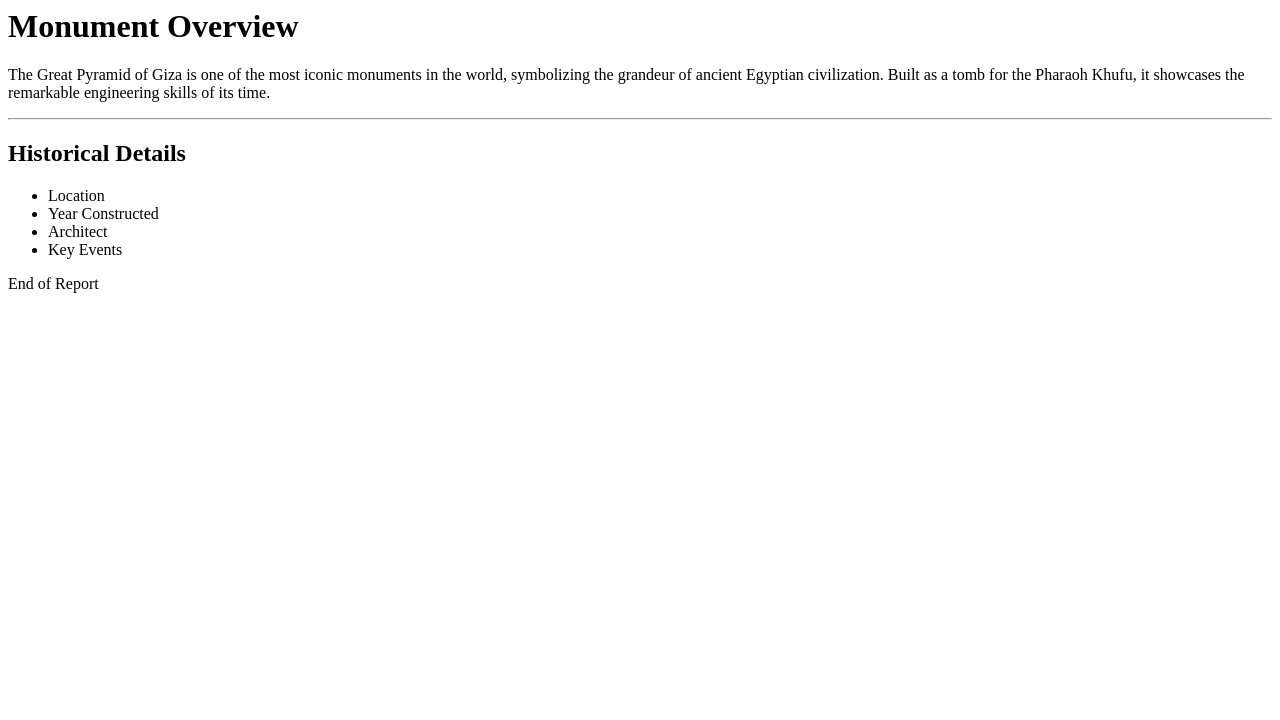 Monument Overview
The Great Pyramid of Giza is one of the most iconic monuments in the world, symbolizing the grandeur of ancient Egyptian civilization. Built as a tomb for the Pharaoh Khufu, it showcases the
remarkable engineering skills of its time.
Historical Details
Location
Year Constructed
Architect
Key Events
End of Report